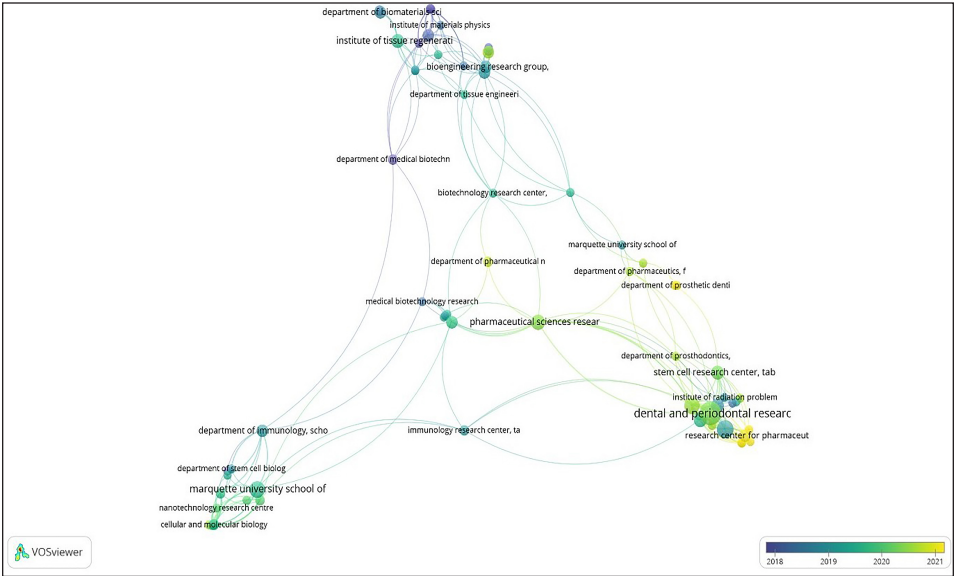 department of biomaterials sci
institute of materials physics
institute of tissue regenerati
bioengineering research group,
department of tissue engineeri
department of medical biotechn
biotechnology research center,
marquette university school of
department of pharmaceutical n
department of pharmaceutics, f
department of prosthetic denti
medical biotechnology research
pharmaceutical sciences resear
department of prosthodontics,
stem cell research center, tab
institute of radiation problem
dental and periodontal researc
department of immunology, scho
immunology research center, ta
research center for pharmaceut
department of stem cell biolog
marquette university school of
nanotechnology research centre
cellular and molecular biology
VOSviewer
2018 2019 2020 2021